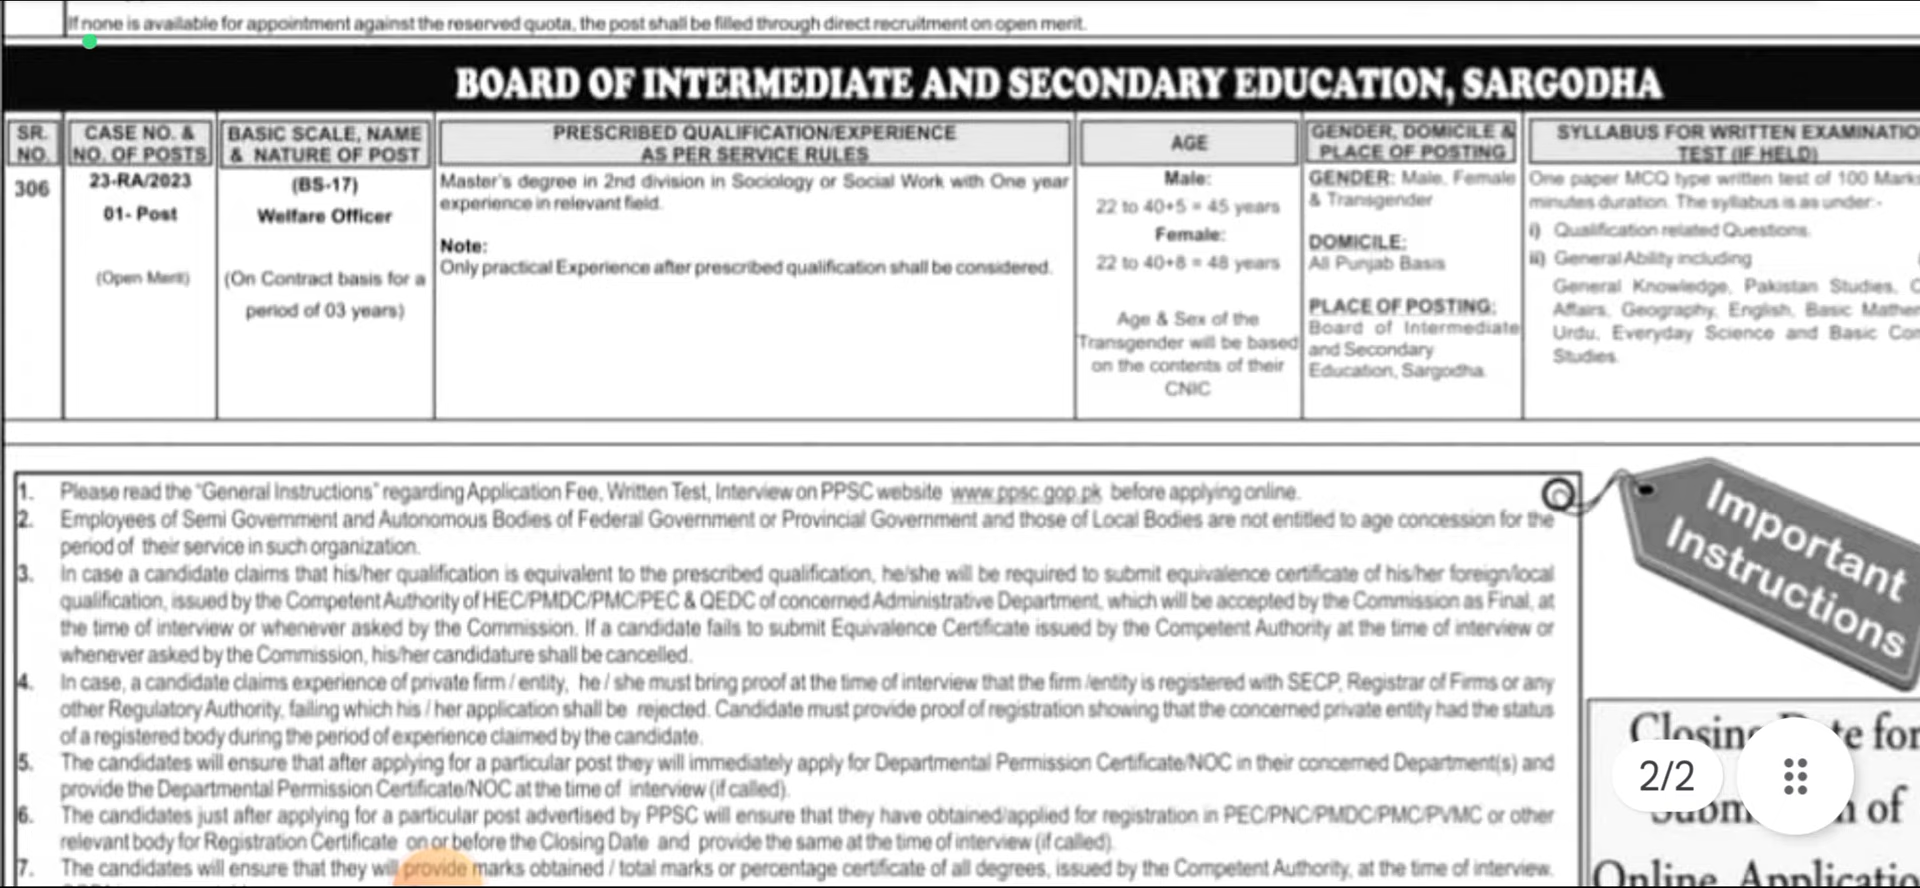 If none is available for appointment against the reserved quota, the post shall be filled through direct recruitment on open merit.
BOARD OF INTERMEDIATE AND SECONDARY EDUCATION, SARGODHA
SR. NO.
CASE NO. & NO. OF POSTS
BASIC SCALE, NAME & NATURE OF POST
PRESCRIBED QUALIFICATION/EXPERIENCE
AS PER SERVICE RULES
AGE
GENDER, DOMICILE &
PLACE OF POSTING
SYLLABUS FOR WRITTEN EXAMINATIO
TEST (IF HELD)
306
23-RA/2023
01- Post
(Open Merit)
(BS-17)
Welfare Officer
(On Contract basis for a
period of 03 years)
Master's degree in 2nd division in Sociology or Social Work with One year
experience in relevant field.
Note:
Only practical Experience after prescribed qualification shall be considered.
Male:
22 to 40+5 = 45 years
Female:
22 to 40+8 = 48 years
Age & Sex of the
Transgender will be based
on the contents of their
CNIC
GENDER: Male, Female
& Transgender
DOMICILE:
All Punjab Basis
PLACE OF POSTING:
Board of Intermediate
and Secondary
Education, Sargodha.
One paper MCQ type written test of 100 Marks
minutes duration. The syllabus is as under:-
i) Qualification related Questions.
ii) General Ability including
General Knowledge, Pakistan Studies,
Affairs, Geography, English, Basic Mathe
Urdu, Everyday Science and Basic Co
Studies.
1. Please read the "General Instructions" regarding Application Fee, Written Test, Interview on PPSC website www.ppsc.gop.pk before applying online.
2. Employees of Semi Government and Autonomous Bodies of Federal Government or Provincial Government and those of Local Bodies are not entitled to age concession for the
period of their service in such organization.
3. In case a candidate claims that his/her qualification is equivalent to the prescribed qualification, he/she will be required to submit equivalence certificate of his/her foreign/local
qualification, issued by the Competent Authority of HEC/PMDC/PMC/PEC & QEDC of concerned Administrative Department, which will be accepted by the Commission as Final, at
the time of interview or whenever asked by the Commission. If a candidate fails to submit Equivalence Certificate issued by the Competent Authority at the time of interview or
whenever asked by the Commission, his/her candidature shall be cancelled.
4. In case, a candidate claims experience of private firm / entity, he / she must bring proof at the time of interview that the firm /entity is registered with SECP, Registrar of Firms or any
other Regulatory Authority, failing which his / her application shall be rejected. Candidate must provide proof of registration showing that the concerned private entity had the status
of a registered body during the period of experience claimed by the candidate.
5. The candidates will ensure that after applying for a particular post they will immediately apply for Departmental Permission Certificate/NOC in their concerned Department(s) and
provide the Departmental Permission Certificate/NOC at the time of interview (if called).
6. The candidates just after applying for a particular post advertised by PPSC will ensure that they have obtained/applied for registration in PEC/PNC/PMDC/PMC/PVMC or other
relevant body for Registration Certificate on or before the Closing Date and provide the same at the time of interview (if called).
7. The candidates will ensure that they will provide marks obtained / total marks or percentage certificate of all degrees, issued by the Competent Authority, at the time of interview.
Important
Instructions
Closing for
2/2
of
Online Applicatio